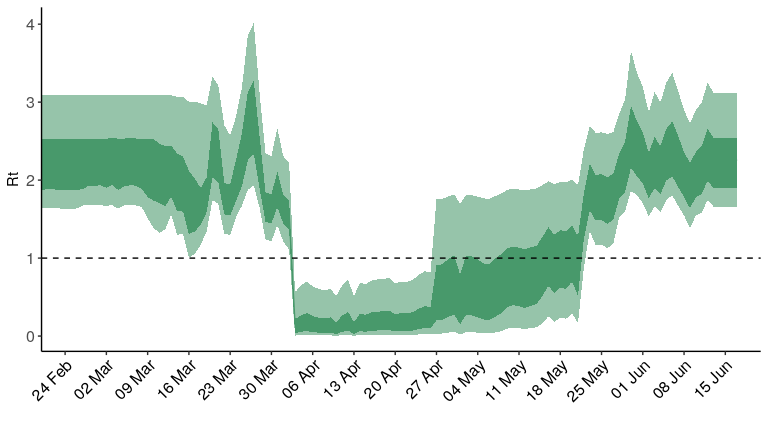 4
3
2
1
0
Rt
24 Feb
02 Mar
09 Mar
16 Mar
23 Mar
30 Mar
06 Apr
13 Apr
20 Apr
27 Apr
04 May
11 May
18 May
25 May
01 Jun
08 Jun
15 Jun